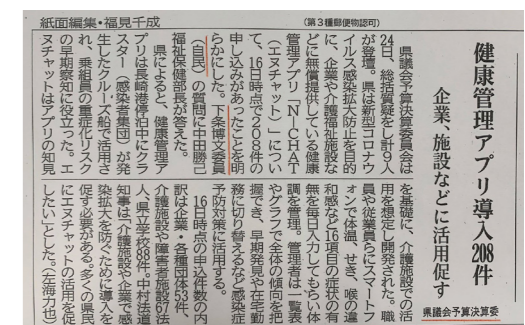 紙面編集・福見千成
（第３種郵便物認可）
健康管理アプリ導入208件
企業、施設などに活用促す
県議会予算決算委
県議会予算決算委員会は
24日、総括質疑をし計９人
が登壇。県は新型コロナウ
イルス感染拡大防止を目的
に、企業や介護福祉施設な
どに無償提供している健康
管理アプリ「N-CHAT
（エヌチャット）」につい
て、16日時点で208件の
申し込みがあったことを明
らかにした。下条博文委員
（自民）の質問に中田勝己
福祉保健部長が答えた。
県によると、健康管理ア
プリは長崎港停泊中にクラ
スター（感染者集団）が発
生したクルーズ船で活用さ
れ、乗組員の重症化リスク
の早期察知に役立った。エ
ヌチャットはアプリの知見
を基礎に、介護施設での活
用を想定し開発された。職
員や従業員らにスマートフ
ォンで体温、せき、喉の違
和感など16項目の症状の有
無を毎日入力してもらい体
調を管理。管理者は一覧表
やグラフで全体の傾向を把
握でき、早期発見や在宅勤
務に切り替えるなど感染症
予防対策に活用する。
16日時点の申込件数の内
訳は企業・各種団体53件、
介護施設や障害者施設67法
人、県立学校88件。中村法道
知事は「介護施設や企業で感
染拡大を防ぐために導入を
促す必要がある。多くの県民
にエヌチャットの活用を促
したい」とした。（左海力也）